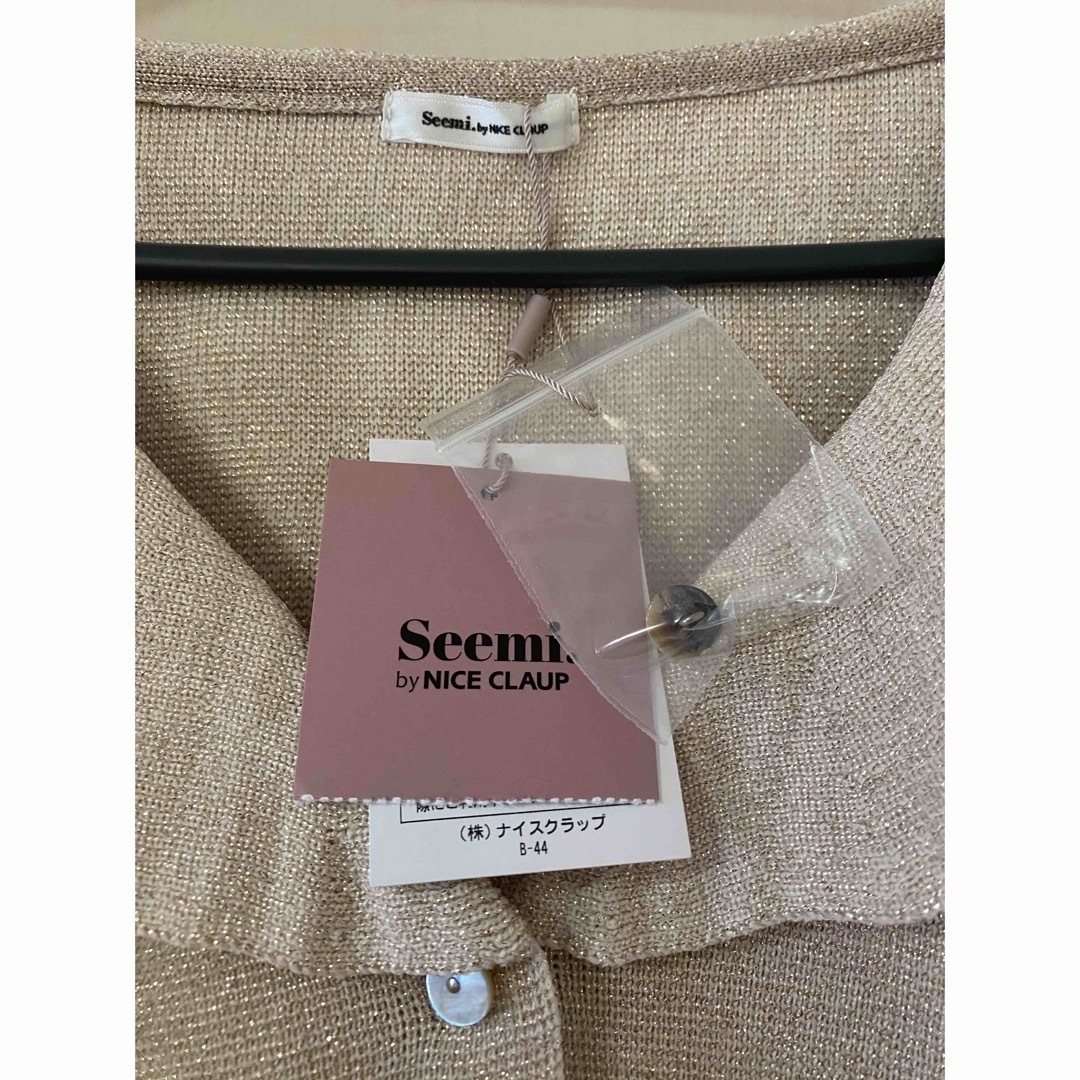 Seemi. by NICE CLAUP
Seemi.
by NICE CLAUP
(株)ナイスクラップ
B-44